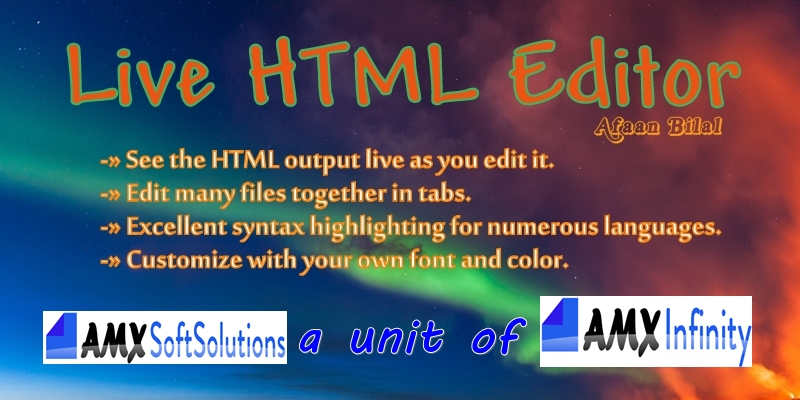 Live HTML Editor
Afaan Bilal
-» See the HTML output live as you edit it.
-» Edit many files together in tabs.
-» Excellent syntax highlighting for numerous languages.
-» Customize with your own font and color.
AMX SoftSolutions a unit of AMX Infinity